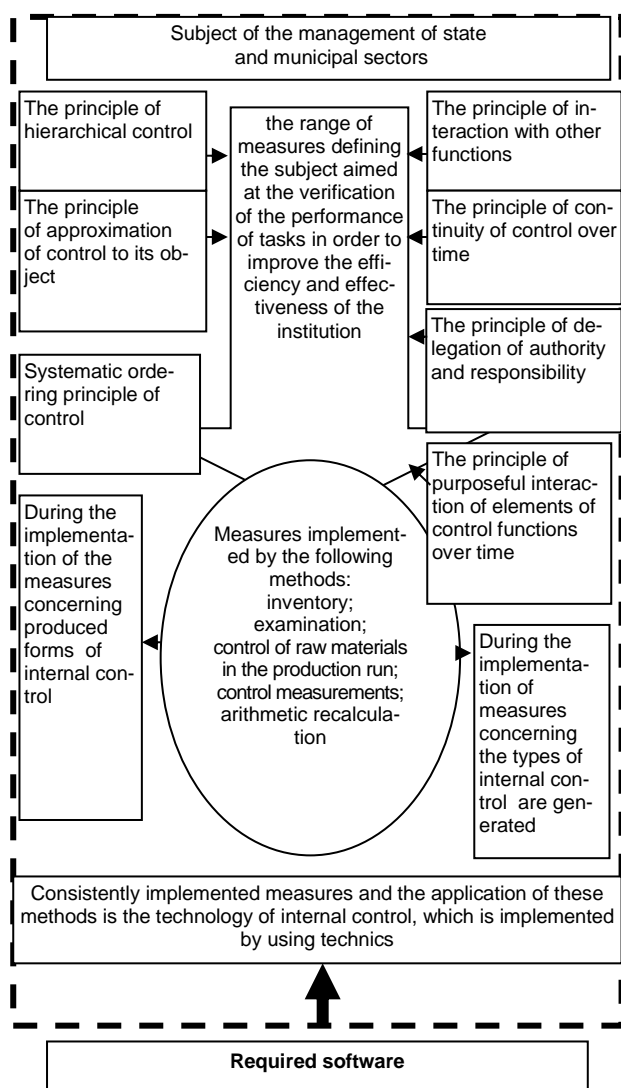 Subject of the management of state
and municipal sectors
The principle of
hierarchical control
The principle
of approximation
of control to its ob-
ject
Systematic orde-
ring principle of
control
the range of
measures defining
the subject aimed
at the verification
of the performance
of tasks in order to
improve the effi-
ciency and effec-
tiveness of the
institution
The principle of in-
teraction with other
functions
The principle of con-
tinuity of control over
time
The principle of de-
legation of authority
and responsibility
The principle of
purposeful interac-
tion of elements of
control functions
over time
During the
implementa-
tion of the
measures
concerning
produced
forms of
internal con-
trol
Measures implement-
ed by the following
methods:
inventory;
examination;
control of raw materials
in the production run;
control measurements;
arithmetic recalcula-
tion
During the
implementa-
tion of
measures
concerning
the types of
internal con-
trol are gen-
erated
Consistently implemented measures and the application of these
methods is the technology of internal control, which is implemented
by using technics
Required software